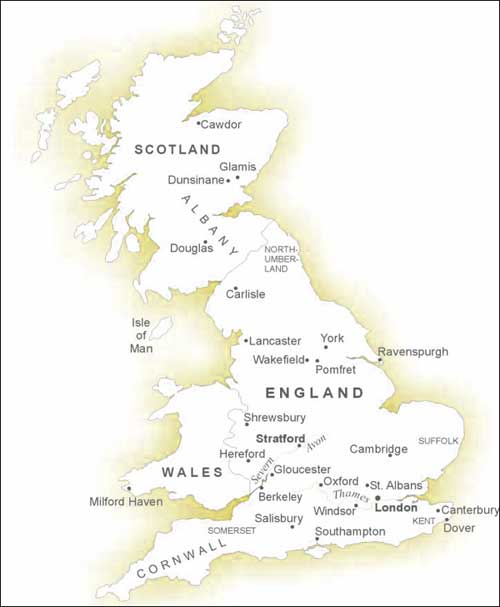 Cawdor
SCOTLAND
Glamis
Dunsinane
ALBANY
Douglas
NORTH-
UMBER-
LAND
Carlisle
Isle
of
Man
Lancaster
York
Ravenspurgh
Wakefield
Pomfret
ENGLAND
Shrewsbury
Stratford
Avon
SUFFOLK
Hereford
Cambridge
WALES
Severn
Gloucester
Oxford
St. Albans
Milford Haven
Berkeley
Thames
London
Windsor
Canterbury
Salisbury
KENT
Dover
SOMERSET
Southampton
CORNWALL